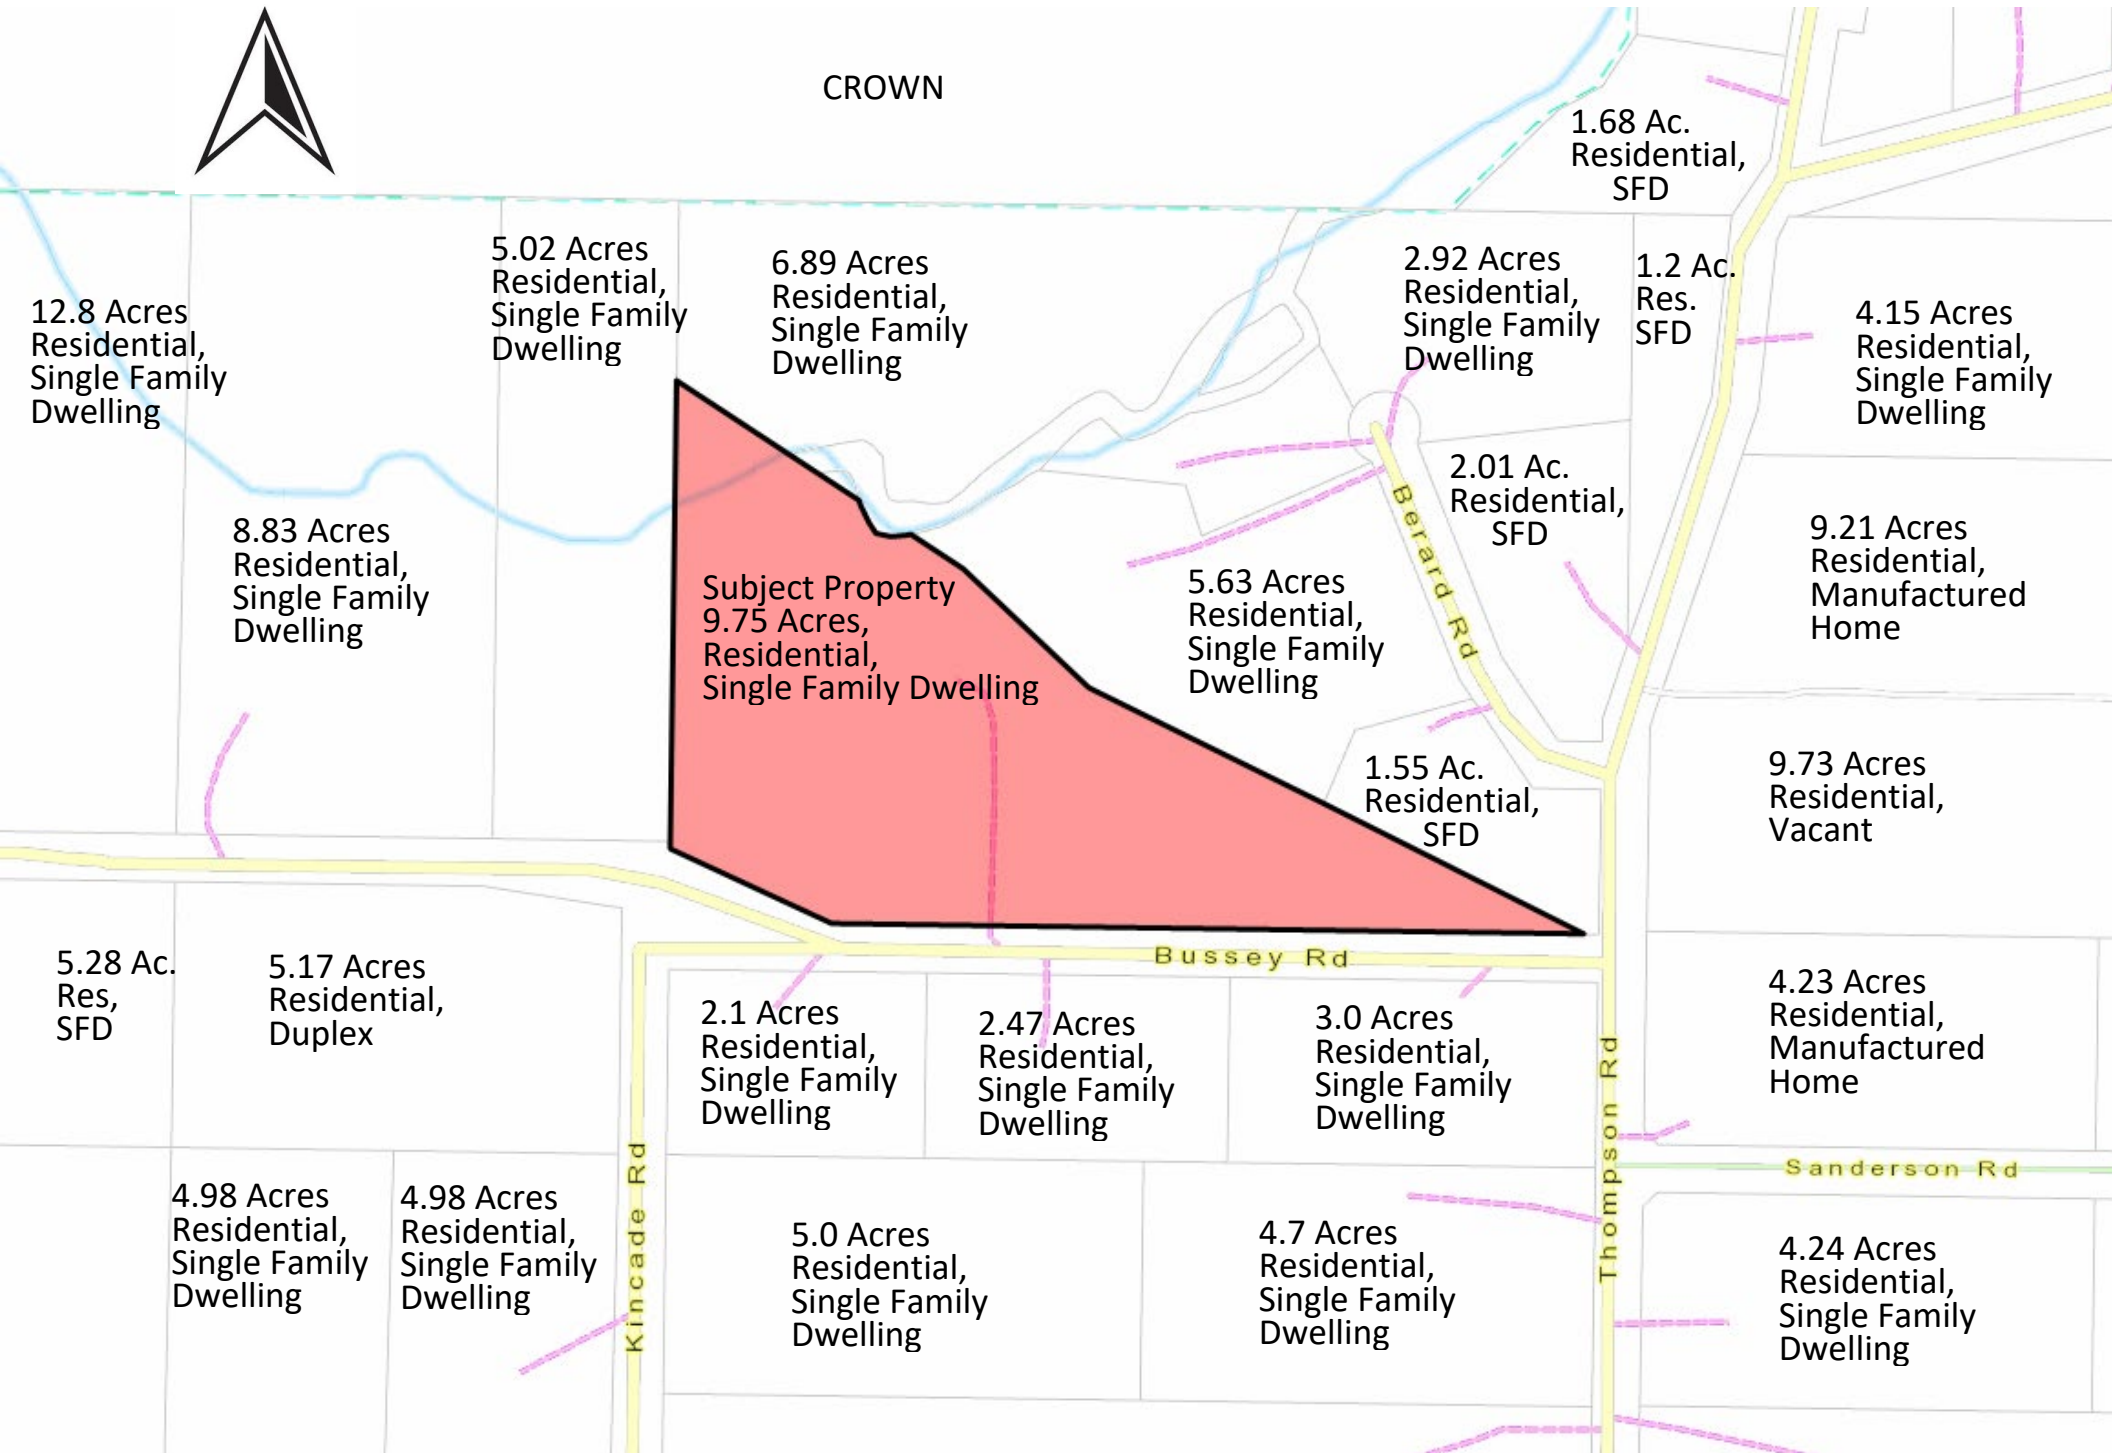 CROWN
1.68 Ac.
Residential,
SFD
5.02 Acres
Residential,
Single Family
Dwelling
6.89 Acres
Residential,
Single Family
Dwelling
2.92 Acres
Residential,
Single Family
Dwelling
1.2 Ac.
Res.
SFD
12.8 Acres
Residential,
Single Family
Dwelling
4.15 Acres
Residential,
Single Family
Dwelling
2.01 Ac.
Residential,
SFD
Berard Rd
8.83 Acres
Residential,
Single Family
Dwelling
9.21 Acres
Residential,
Manufactured
Home
Subject Property
9.75 Acres,
Residential,
Single Family Dwelling
5.63 Acres
Residential,
Single Family
Dwelling
1.55 Ac.
Residential,
SFD
9.73 Acres
Residential,
Vacant
Bussey Rd
5.28 Ac.
Res,
SFD
5.17 Acres
Residential,
Duplex
2.1 Acres
Residential,
Single Family
Dwelling
2.47 Acres
Residential,
Single Family
Dwelling
3.0 Acres
Residential,
Single Family
Dwelling
4.23 Acres
Residential,
Manufactured
Home
Thompson Rd
Sanderson Rd
Kincade Rd
4.98 Acres
Residential,
Single Family
Dwelling
4.98 Acres
Residential,
Single Family
Dwelling
5.0 Acres
Residential,
Single Family
Dwelling
4.7 Acres
Residential,
Single Family
Dwelling
4.24 Acres
Residential,
Single Family
Dwelling